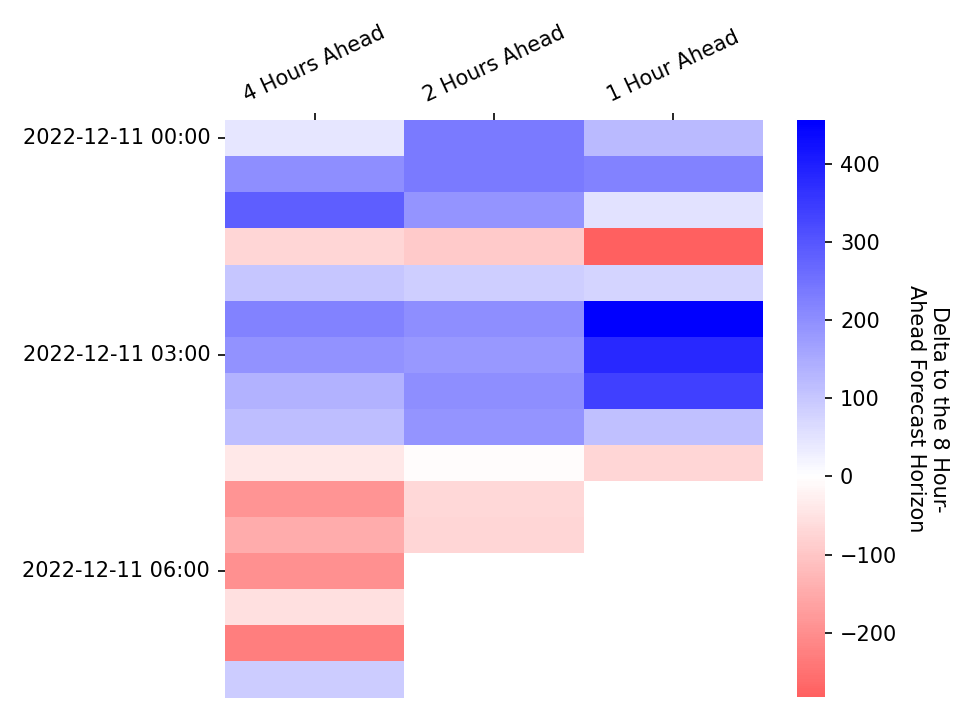 4 Hours Ahead
2 Hours Ahead
1 Hour Ahead
2022-12-11 00:00
2022-12-11 03:00
2022-12-11 06:00
400
300
200
100
0
−100
−200
Delta to the 8 Hour-
Ahead Forecast Horizon